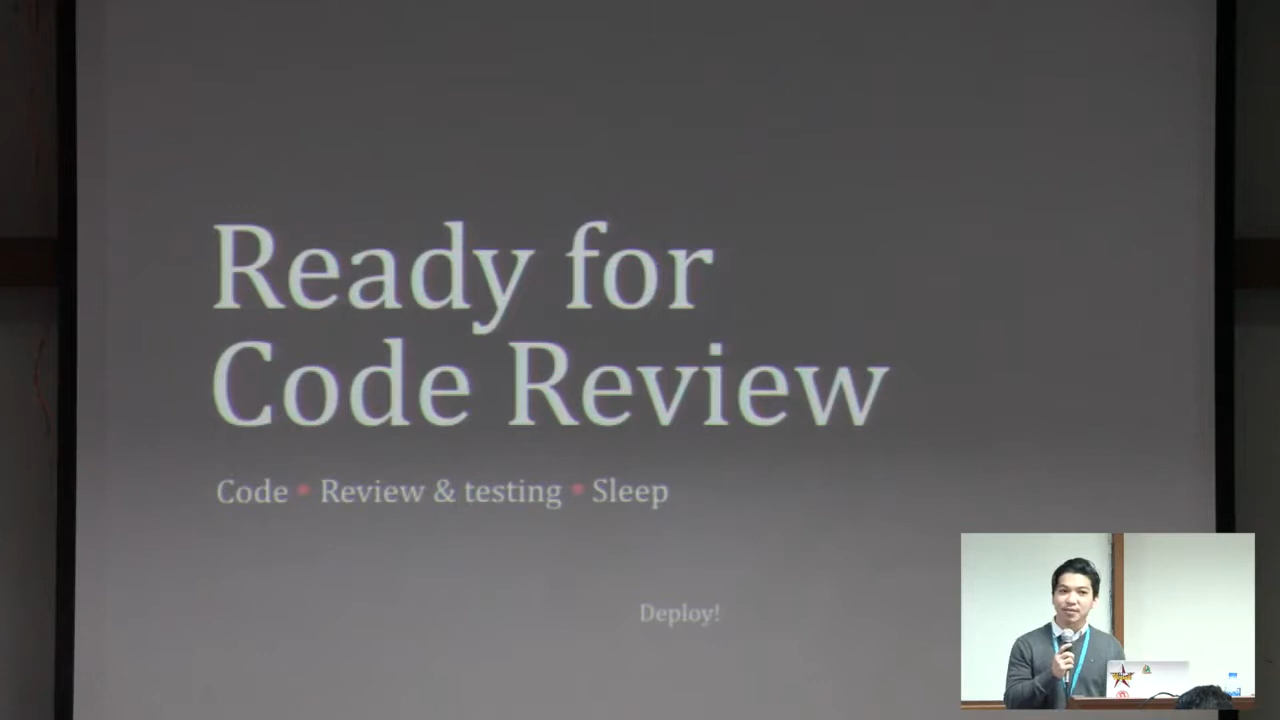 Ready for
Code Review
Code • Review & testing • Sleep
Deploy!